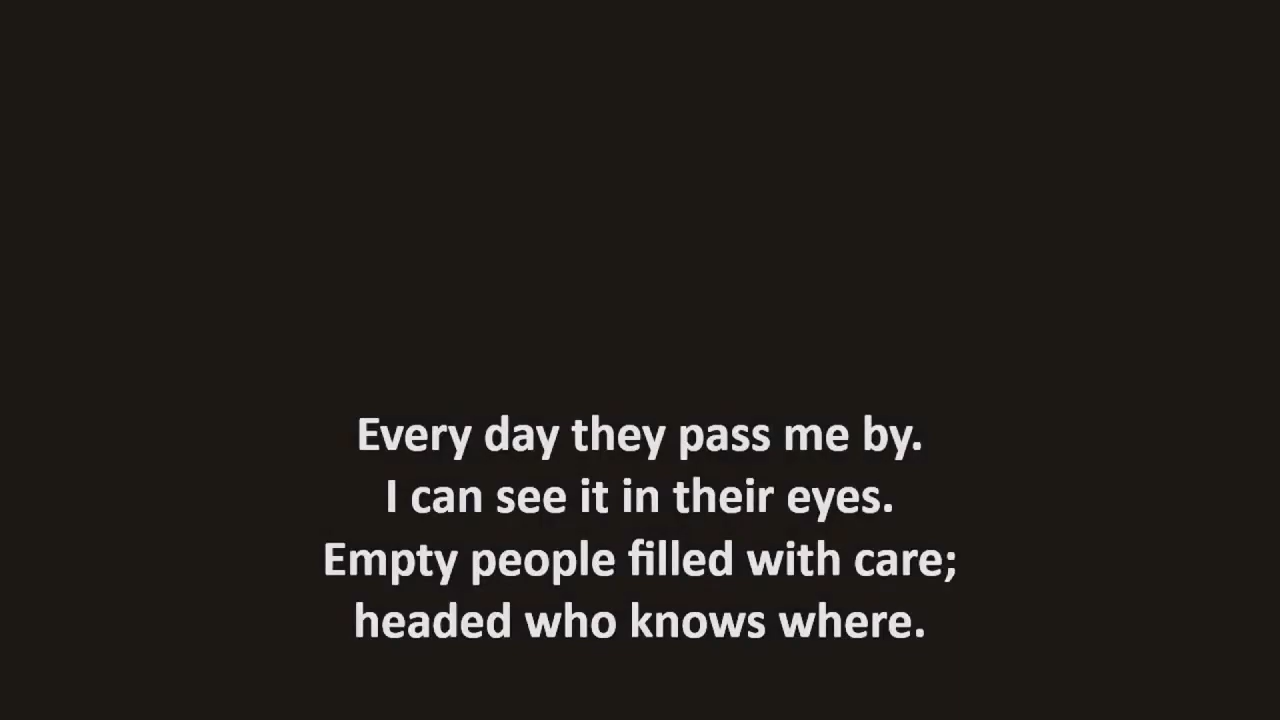 Every day they pass me by.
I can see it in their eyes.
Empty people filled with care;
headed who knows where.